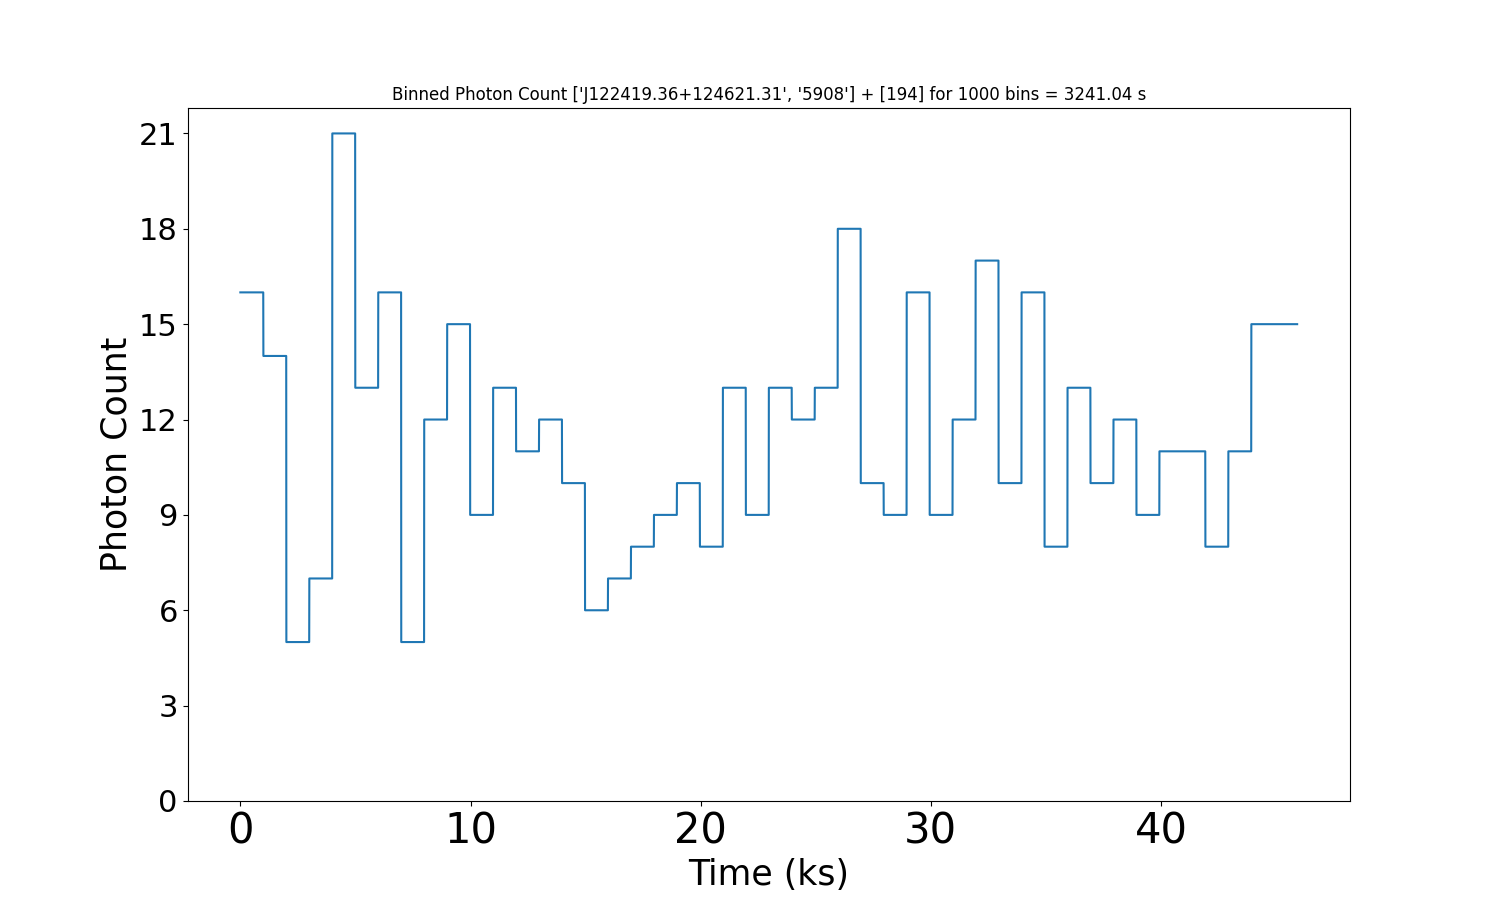 Binned Photon Count ['J122419.36+124621.31', '5908'] + [194] for 1000 bins = 3241.04 s
21
18
15
12
9
6
3
0
Photon Count
0 10 20 30 40
Time (ks)